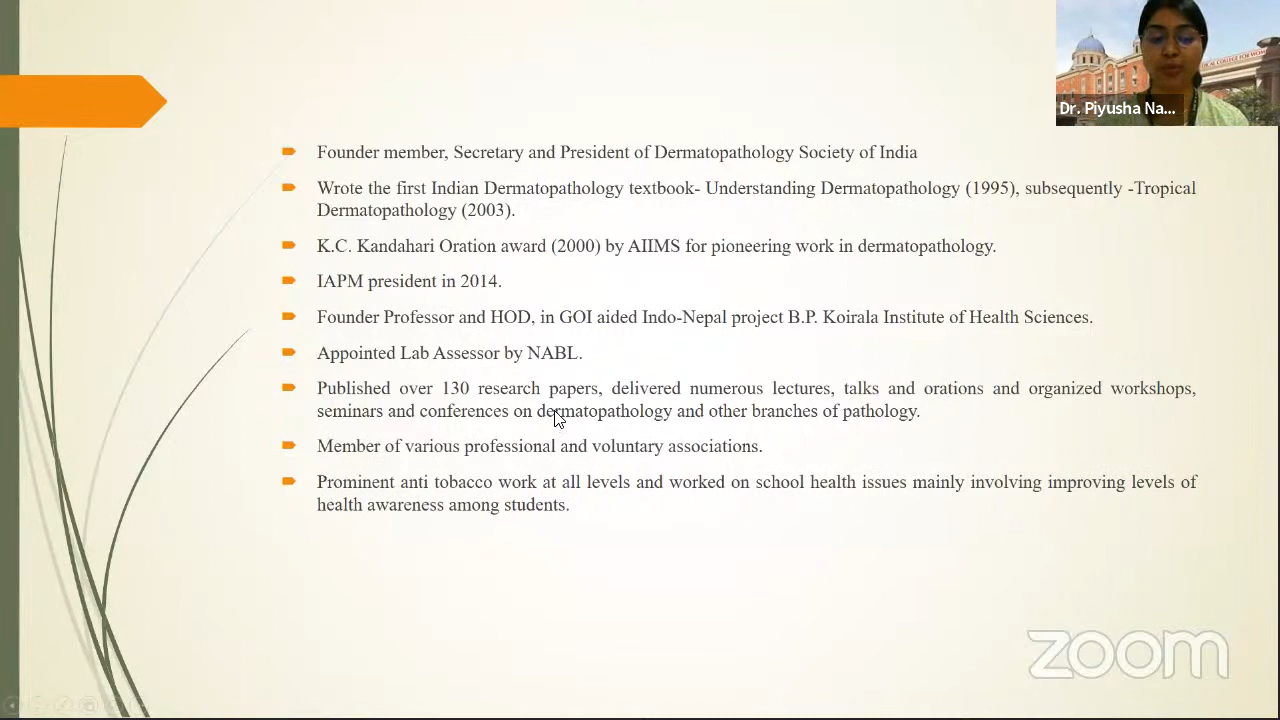 Dr. Piyusha Na...
Founder member, Secretary and President of Dermatopathology Society of India
Wrote the first Indian Dermatopathology textbook- Understanding Dermatopathology (1995), subsequently -Tropical
Dermatopathology (2003).
K.C. Kandahari Oration award (2000) by AIIMS for pioneering work in dermatopathology.
IAPM president in 2014.
Founder Professor and HOD, in GOI aided Indo-Nepal project B.P. Koirala Institute of Health Sciences.
Appointed Lab Assessor by NABL.
Published over 130 research papers, delivered numerous lectures, talks and orations and organized workshops,
seminars and conferences on dermatopathology and other branches of pathology.
Member of various professional and voluntary associations.
Prominent anti tobacco work at all levels and worked on school health issues mainly involving improving levels of
health awareness among students.
zoom